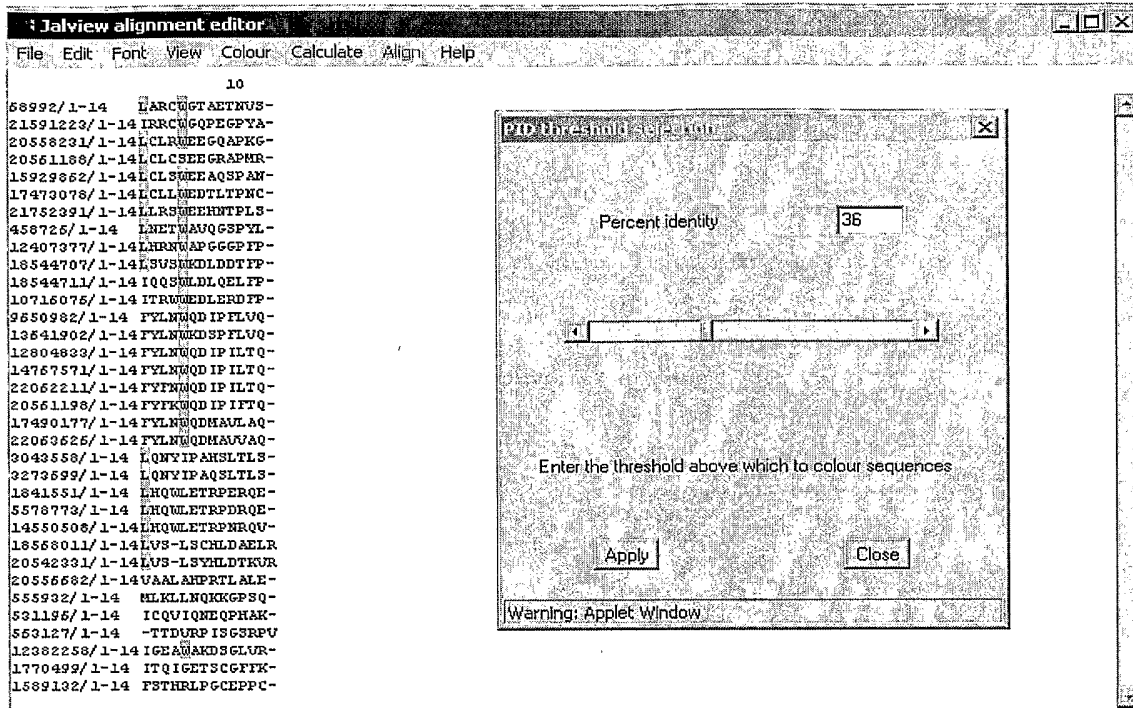 Jalview alignment editor
File Edit Font View Colour Calculate Align Help
10
58992/1-14 LARCWGTAETNVS-
21591223/1-14 IRRCWGQPEGPYA-
20558231/1-14 LCLRWEEGQAPKG-
20561188/1-14 LCLCSEEGRAPMR-
15929862/1-14 LCLSWEEAQSPAN-
17473078/1-14 LCLLWEDTLTPNC-
21752391/1-14 LLRSWEEHNTPLS-
458726/1-14 LNETWAVQGSPYL-
12407377/1-14 LHRNWAPGGGPFP-
18544707/1-14 LSVSWKDLDDTFP-
18544711/1-14 IQQSWLDLQELFP-
10716076/1-14 ITRWWEDLERDFP-
9650982/1-14 FYLNWQDIPFLVQ-
13641902/1-14 FYLNWKDSPFLVQ-
12804833/1-14 FYLNWQDIPILTQ-
14767571/1-14 FYLNWQDIPILTQ-
22062211/1-14 FYFNWQDIPILTQ-
20561198/1-14 FYFKWQDIPIFTQ-
17490177/1-14 FYLNWQDMAVLAQ-
22063626/1-14 FYLNWQDMAVVAQ-
3043558/1-14 LQNYIPAHSLTLS-
3273699/1-14 LQNYIPAQSLTLS-
1841551/1-14 LHQWLETRPERQE-
5578773/1-14 LHQWLETRPDRQE-
14550508/1-14 LHQWLETRPNRQV-
18568011/1-14 LVS-LSCHLDAELR
20542331/1-14 LVS-LSYHLDTKVR
20556682/1-14 VAALAHPRTLALE-
555932/1-14 MLKLLNQKKGPSQ-
531196/1-14 ICQVIQNEQPHAK-
553127/1-14 -TTDVRPISGSRPV
12382258/1-14 IGEAWAKDSGLVR-
1770499/1-14 ITQIGETSCGFFK-
1589132/1-14 FSTHRLPGCEPPC-
PID threshold selection
Percent identity 36
Enter the threshold above which to colour sequences
Apply Close
Warning: Applet Window